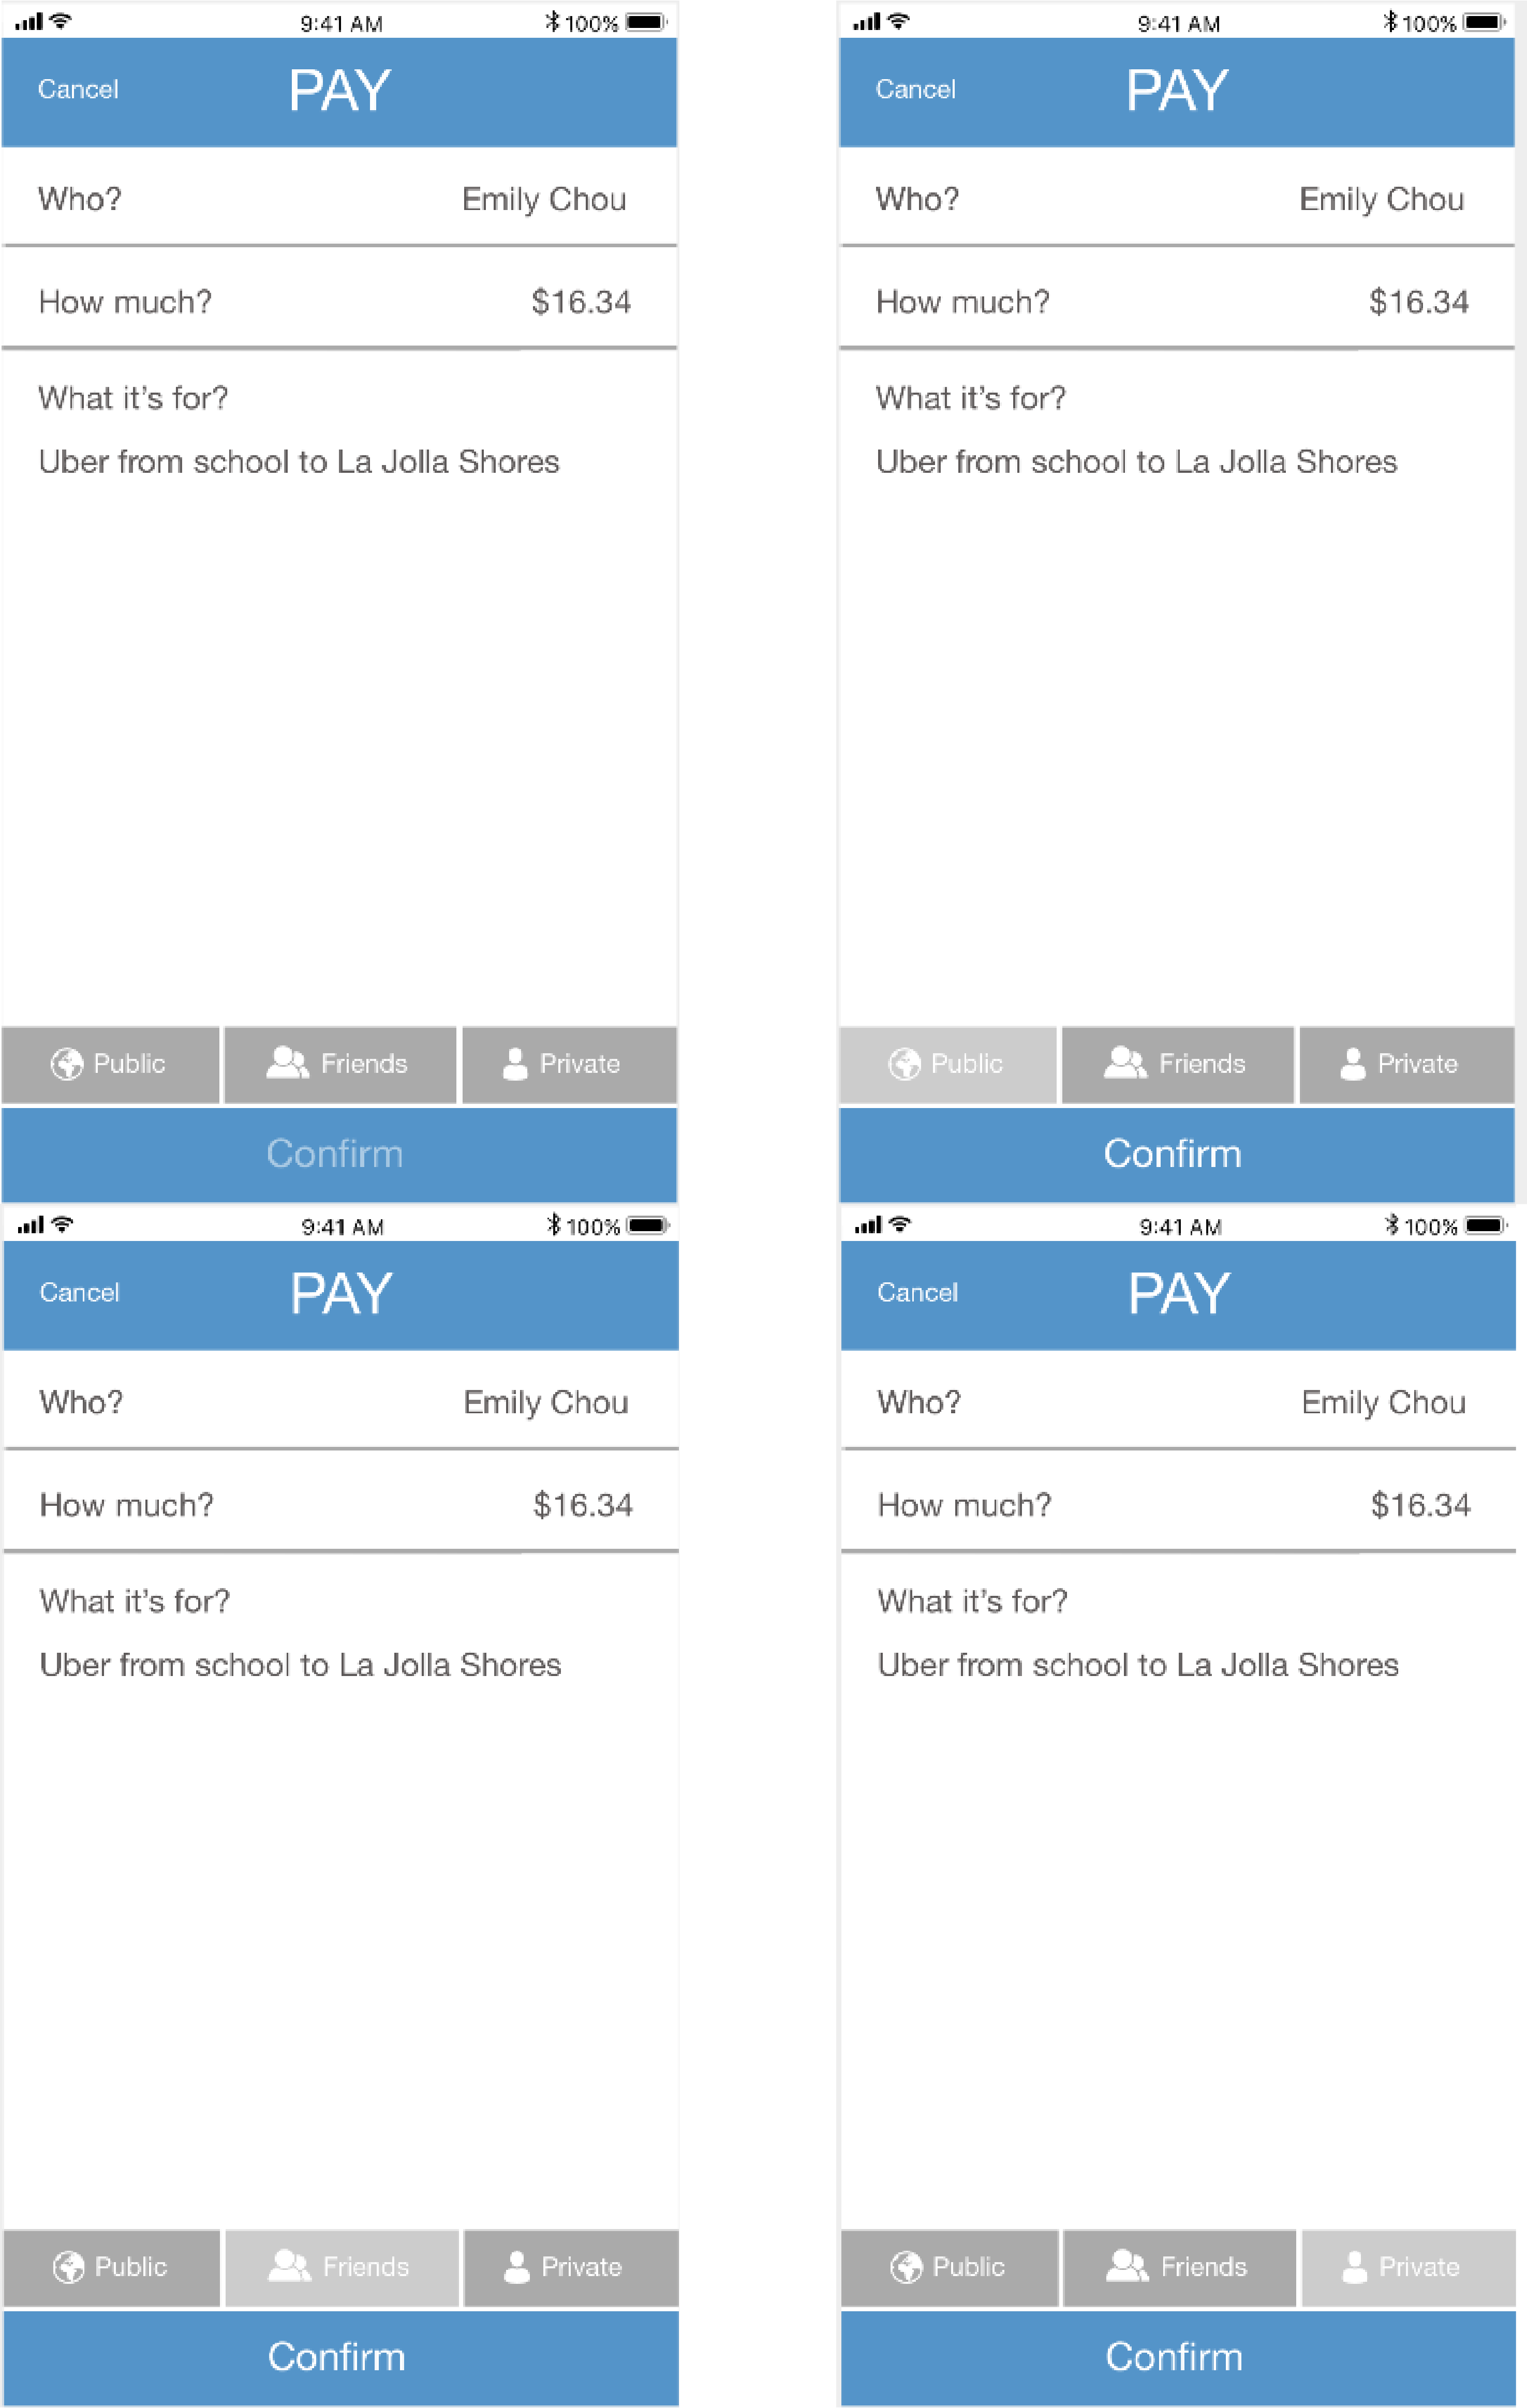 9:41 AM 100%
Cancel PAY
Who? Emily Chou
How much? $16.34
What it's for?
Uber from school to La Jolla Shores
Public Friends Private
Confirm
9:41 AM 100%
Cancel PAY
Who? Emily Chou
How much? $16.34
What it's for?
Uber from school to La Jolla Shores
Public Friends Private
Confirm
9:41 AM 100%
Cancel PAY
Who? Emily Chou
How much? $16.34
What it's for?
Uber from school to La Jolla Shores
Public Friends Private
Confirm
9:41 AM 100%
Cancel PAY
Who? Emily Chou
How much? $16.34
What it's for?
Uber from school to La Jolla Shores
Public Friends Private
Confirm